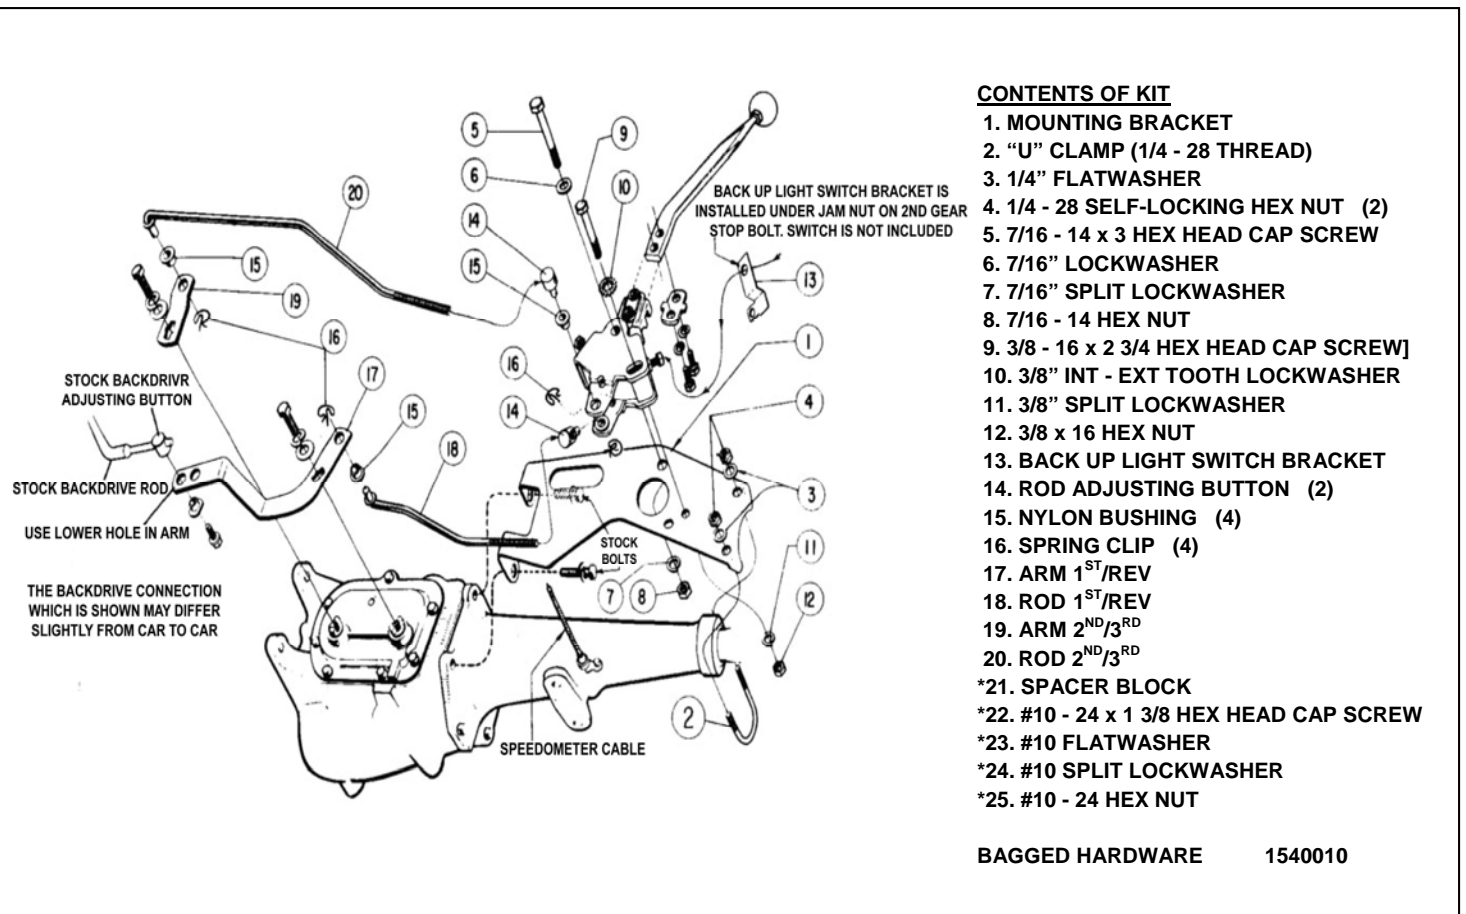 CONTENTS OF KIT
1. MOUNTING BRACKET
2. “U” CLAMP (1/4 - 28 THREAD)
3. 1/4” FLATWASHER
4. 1/4 - 28 SELF-LOCKING HEX NUT (2)
5. 7/16 - 14 x 3 HEX HEAD CAP SCREW
6. 7/16” LOCKWASHER
7. 7/16” SPLIT LOCKWASHER
8. 7/16 - 14 HEX NUT
9. 3/8 - 16 x 2 3/4 HEX HEAD CAP SCREW]
10. 3/8” INT - EXT TOOTH LOCKWASHER
11. 3/8” SPLIT LOCKWASHER
12. 3/8 x 16 HEX NUT
13. BACK UP LIGHT SWITCH BRACKET
14. ROD ADJUSTING BUTTON (2)
15. NYLON BUSHING (4)
16. SPRING CLIP (4)
17. ARM 1ST/REV
18. ROD 1ST/REV
19. ARM 2ND/3RD
20. ROD 2ND/3RD
*21. SPACER BLOCK
*22. #10 - 24 x 1 3/8 HEX HEAD CAP SCREW
*23. #10 FLATWASHER
*24. #10 SPLIT LOCKWASHER
*25. #10 - 24 HEX NUT
BAGGED HARDWARE 1540010
5
9
6
10
20
14
15
15
19
13
16
1
16
17
4
15
14
18
3
11
7
8
12
2
BACK UP LIGHT SWITCH BRACKET IS
INSTALLED UNDER JAM NUT ON 2ND GEAR
STOP BOLT. SWITCH IS NOT INCLUDED
STOCK BACKDRIVR
ADJUSTING BUTTON
STOCK BACKDRIVE ROD
USE LOWER HOLE IN ARM
STOCK
BOLTS
THE BACKDRIVE CONNECTION
WHICH IS SHOWN MAY DIFFER
SLIGHTLY FROM CAR TO CAR
SPEEDOMETER CABLE